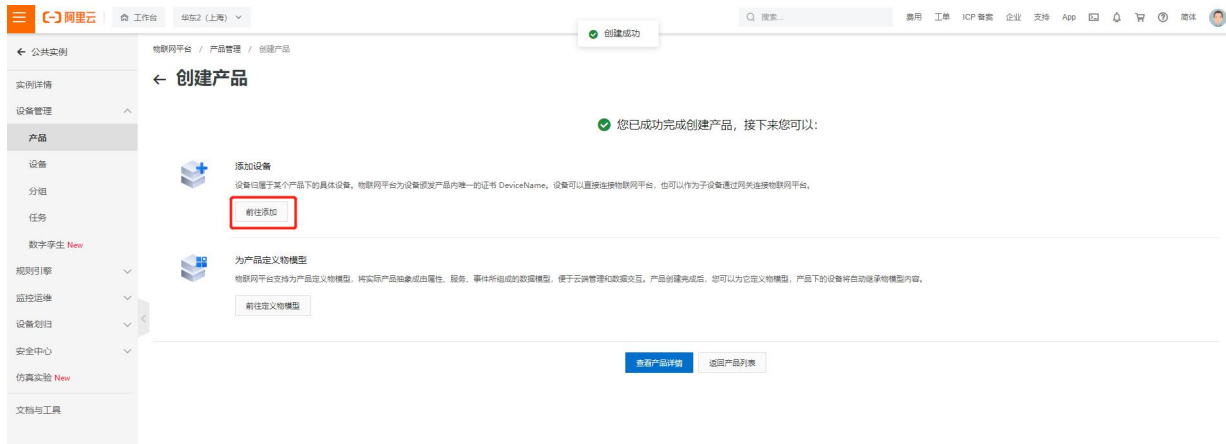 阿里云 工作台 华东2（上海） 搜索... 费用 工单 ICP 备案 企业 支持 App 简体
创建成功
公共实例
物联网平台 / 产品管理 / 创建产品
创建产品
实例详情
设备管理
产品
设备
分组
任务
数字孪生 New
规则引擎
监控运维
设备划归
安全中心
仿真实验 New
文档与工具
您已成功完成创建产品，接下来您可以：
添加设备
设备归属于某个产品下的具体设备。物联网平台为设备颁发产品内唯一的证书 DeviceName。设备可以直接连接物联网平台，也可以作为子设备通过网关连接物联网平台。
前往添加
为产品定义物模型
物联网平台支持为产品定义物模型，将实际产品抽象成由属性、服务、事件所组成的数据模型，便于云端管理和数据交互。产品创建完成后，您可以为它定义物模型，产品下的设备将自动继承物模型内容。
前往定义物模型
查看产品详情 返回产品列表